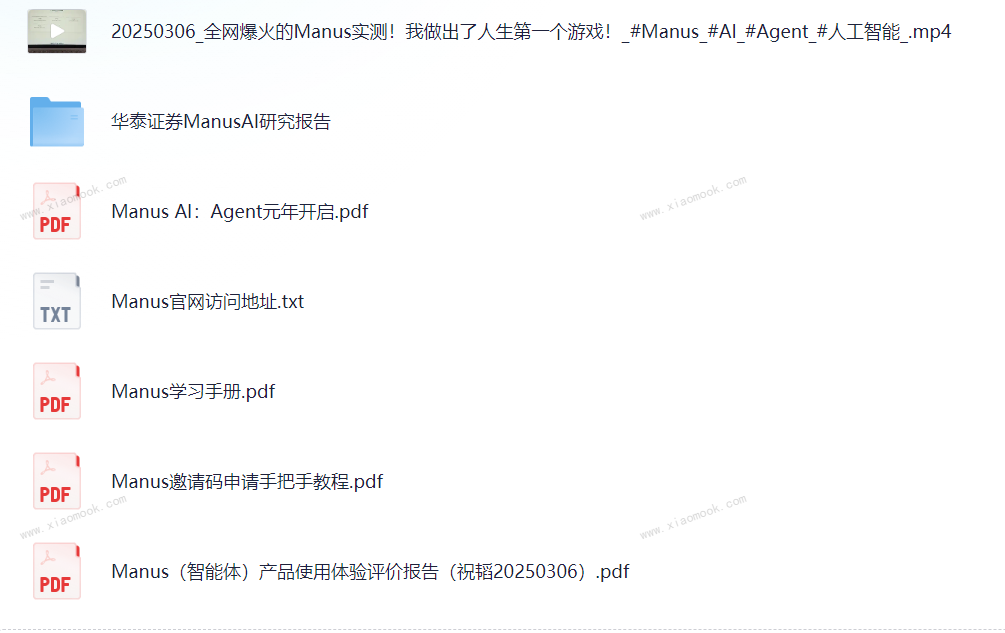 20250306_全网爆火的Manus实测！我做出了人生第一个游戏！_#Manus_#AI_#Agent_#人工智能_.mp4
华泰证券ManusAI研究报告
www.xiaomook.com
www.xiaomook.com
PDF
Manus AI：Agent元年开启.pdf
TXT
Manus官网访问地址.txt
PDF
Manus学习手册.pdf
PDF
Manus邀请码申请手把手教程.pdf
www.xiaomook.com
www.xiaomook.com
PDF
Manus（智能体）产品使用体验评价报告（祝韬20250306）.pdf